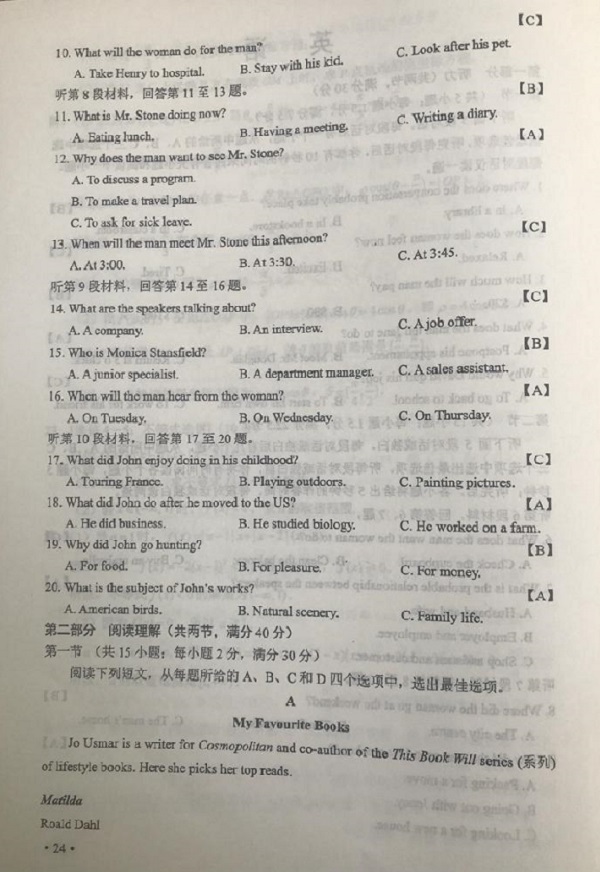 【C】
10. What will the woman do for the man?
A. Take Henry to hospital. B. Stay with his kid. C. Look after his pet.
听第8段材料，回答第11至13题。
【B】
11. What is Mr. Stone doing now?
A. Eating lunch. B. Having a meeting. C. Writing a diary.
【A】
12. Why does the man want to see Mr. Stone?
A. To discuss a program.
B. To make a travel plan.
C. To ask for sick leave.
【C】
13. When will the man meet Mr. Stone this afternoon?
A. At 3:00. B. At 3:30. C. At 3:45.
听第9段材料，回答第14至16题。
【C】
14. What are the speakers talking about?
A. A company. B. An interview. C. A job offer.
【B】
15. Who is Monica Stansfield?
A. A junior specialist. B. A department manager. C. A sales assistant.
【A】
16. When will the man hear from the woman?
A. On Tuesday. B. On Wednesday. C. On Thursday.
听第10段材料，回答第17至20题。
【C】
17. What did John enjoy doing in his childhood?
A. Touring France. B. Playing outdoors. C. Painting pictures.
【A】
18. What did John do after he moved to the US?
A. He did business. B. He studied biology. C. He worked on a farm.
【B】
19. Why did John go hunting?
A. For food. B. For pleasure. C. For money.
【A】
20. What is the subject of John's works?
A. American birds. B. Natural scenery. C. Family life.
第二部分 阅读理解（共两节，满分40分）
第一节 （共15小题；每小题2分，满分30分）
阅读下列短文，从每题所给的A、B、C和D四个选项中，选出最佳选项。
A
My Favourite Books
Jo Usmar is a writer for Cosmopolitan and co-author of the This Book Will series (系列)
of lifestyle books. Here she picks her top reads.
Matilda
Roald Dahl
• 24 •